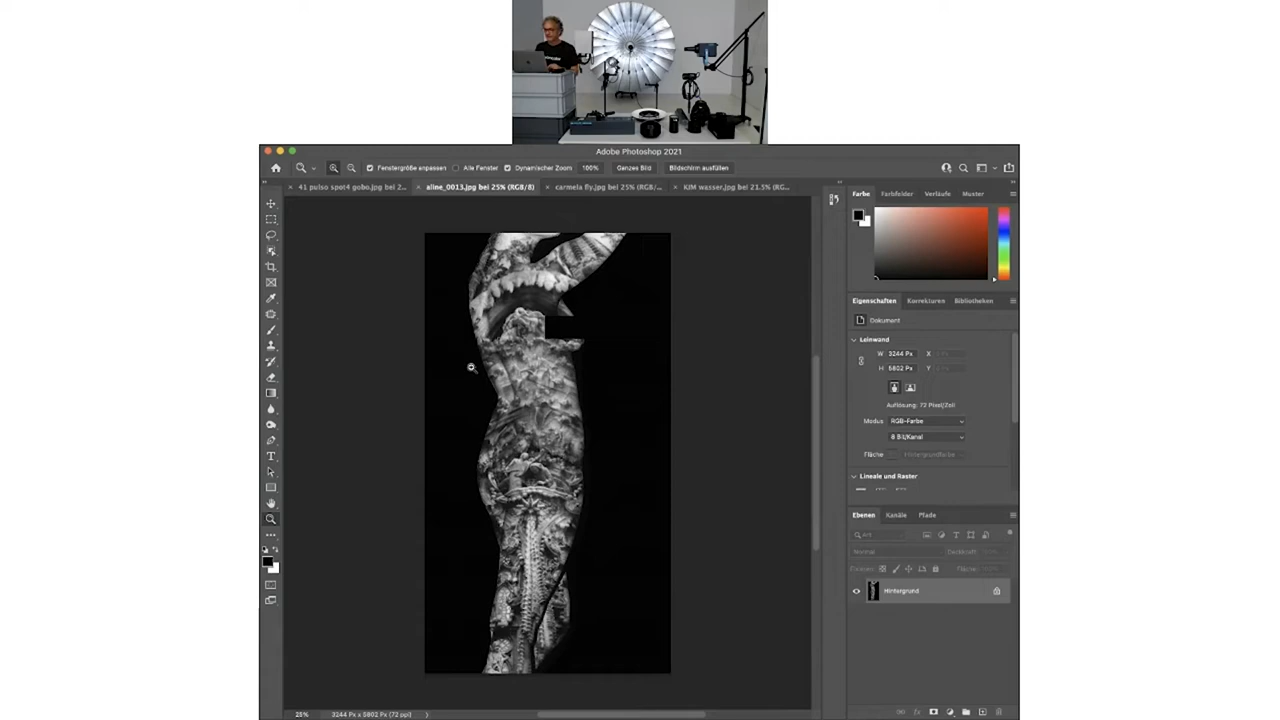 Adobe Photoshop 2021
Fenstergröße anpassen Alle Fenster Dynamischer Zoom 100% Ganzes Bild Bildschirm ausfüllen
× 41 pulso spot4 gobo.jpg bei 2... × aline_0013.jpg bei 25% (RGB/8) × carmela fly.jpg bei 25% (RGB/... × KIM wasser.jpg bei 21.5% (RGB/...
Farbe Farbfelder Verläufe Muster
Eigenschaften Korrekturen Bibliotheken
Dokument
Leinwand
W 3244 Px X
H 5802 Px Y
Auflösung: 72 Pixel/Zoll
Modus RGB-Farbe
8 Bit/Kanal
Fläche Hintergrundfarbe
Lineale und Raster
Ebenen Kanäle Pfade
Art
Normal Deckkraft: 100%
Fläche:
Hintergrund
25% 3244 Px x 5802 Px (72 ppi)